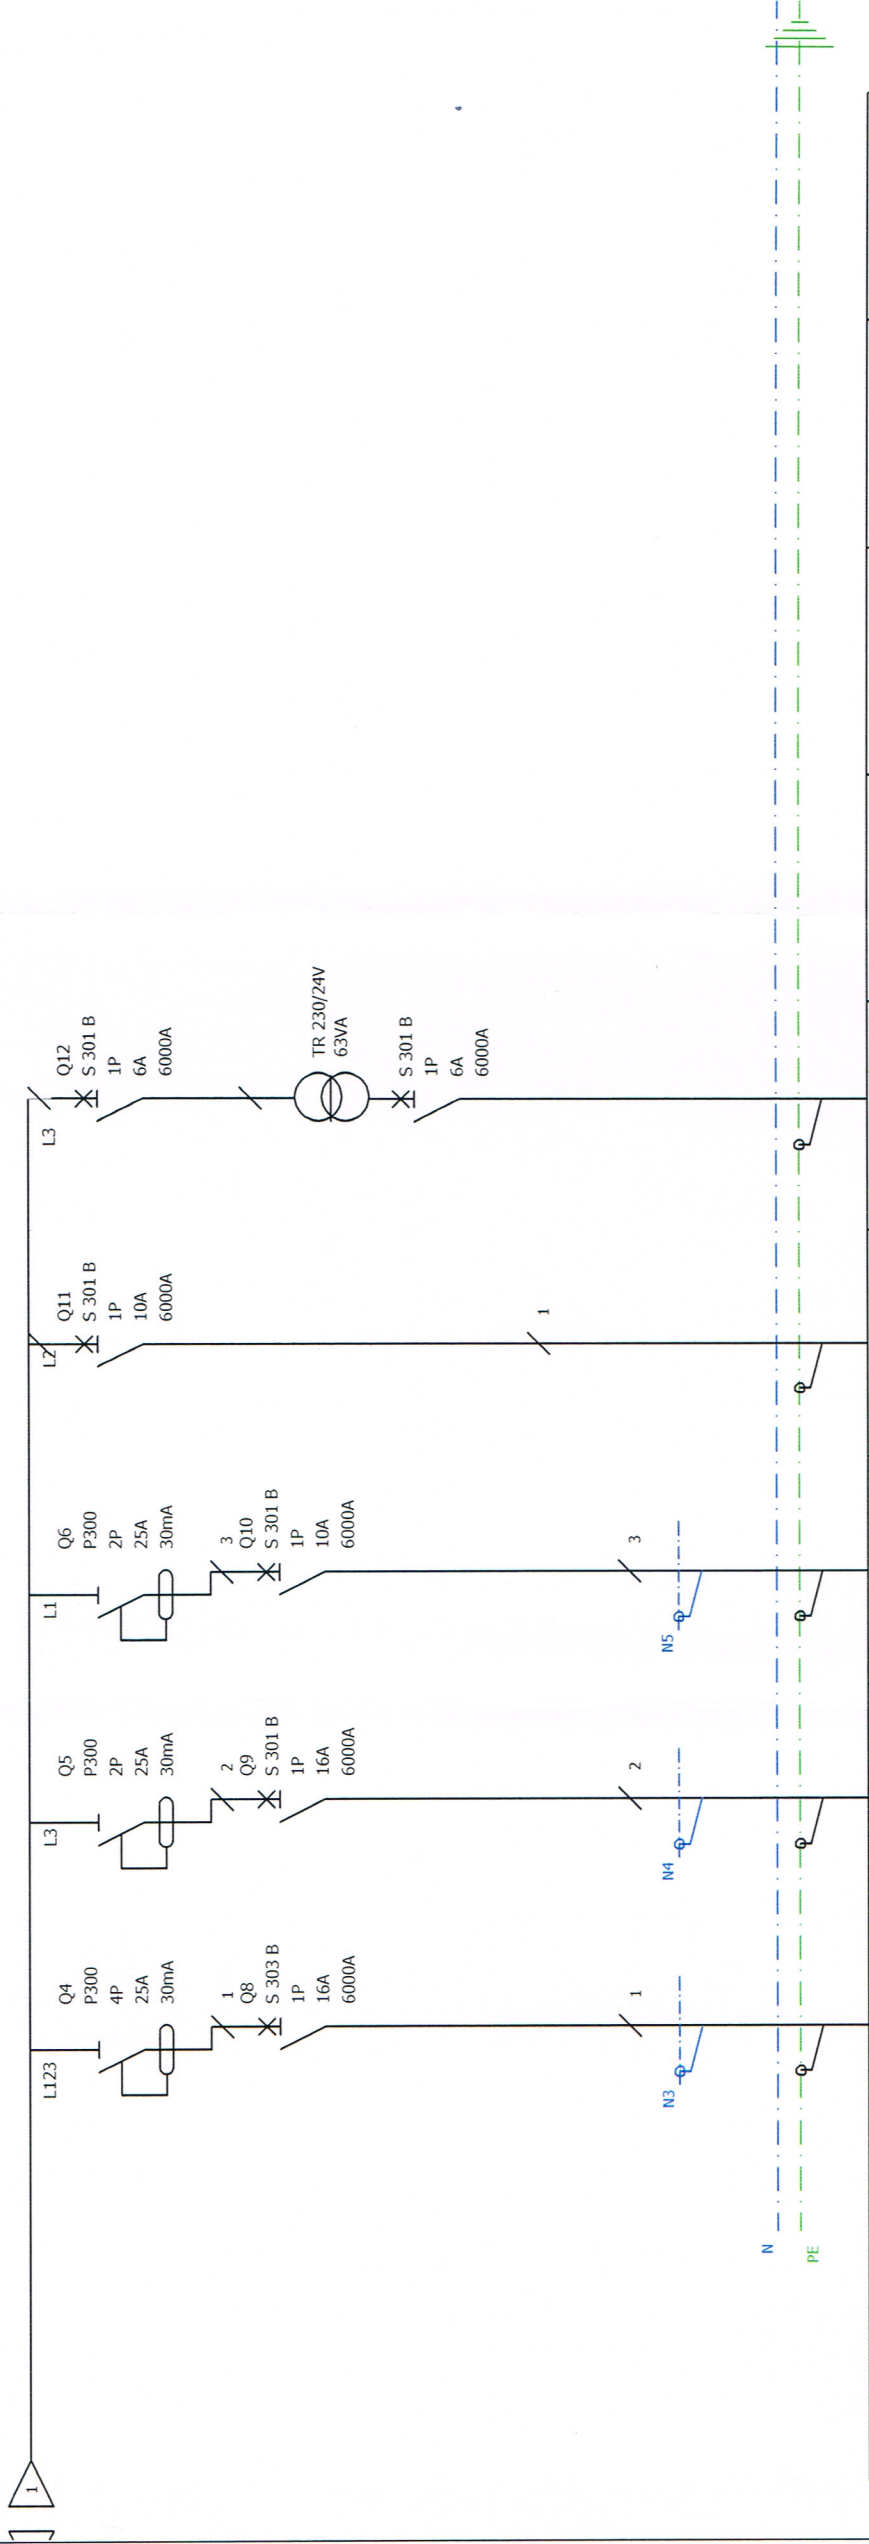 1
L123
Q4
P300
4P
25A
30mA
1
Q8
S 303 B
1P
16A
6000A
1
N3
L3
Q5
P300
2P
25A
30mA
2
Q9
S 301 B
1P
16A
6000A
2
N4
L1
Q6
P300
2P
25A
30mA
3
Q10
S 301 B
1P
10A
6000A
3
N5
L2
Q11
S 301 B
1P
10A
6000A
1
L3
Q12
S 301 B
1P
6A
6000A
TR 230/24V
63VA
S 301 B
1P
6A
6000A
N
PE